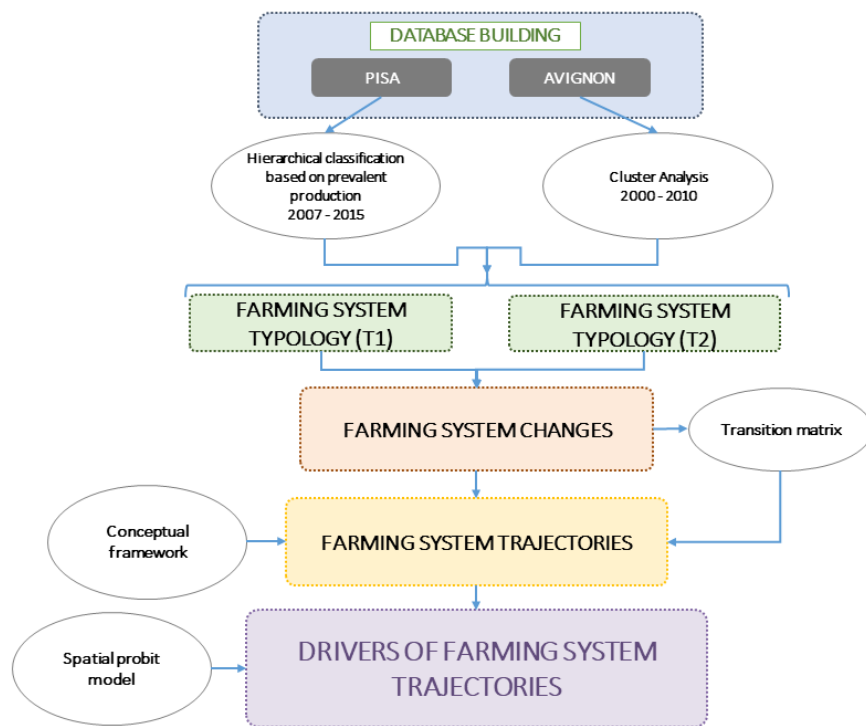 DATABASE BUILDING
PISA
AVIGNON
Hierarchical classification
based on prevalent
production
2007 - 2015
Cluster Analysis
2000 - 2010
FARMING SYSTEM
TYPOLOGY (T1)
FARMING SYSTEM
TYPOLOGY (T2)
FARMING SYSTEM CHANGES
Transition matrix
Conceptual
framework
FARMING SYSTEM TRAJECTORIES
Spatial probit
model
DRIVERS OF FARMING SYSTEM
TRAJECTORIES